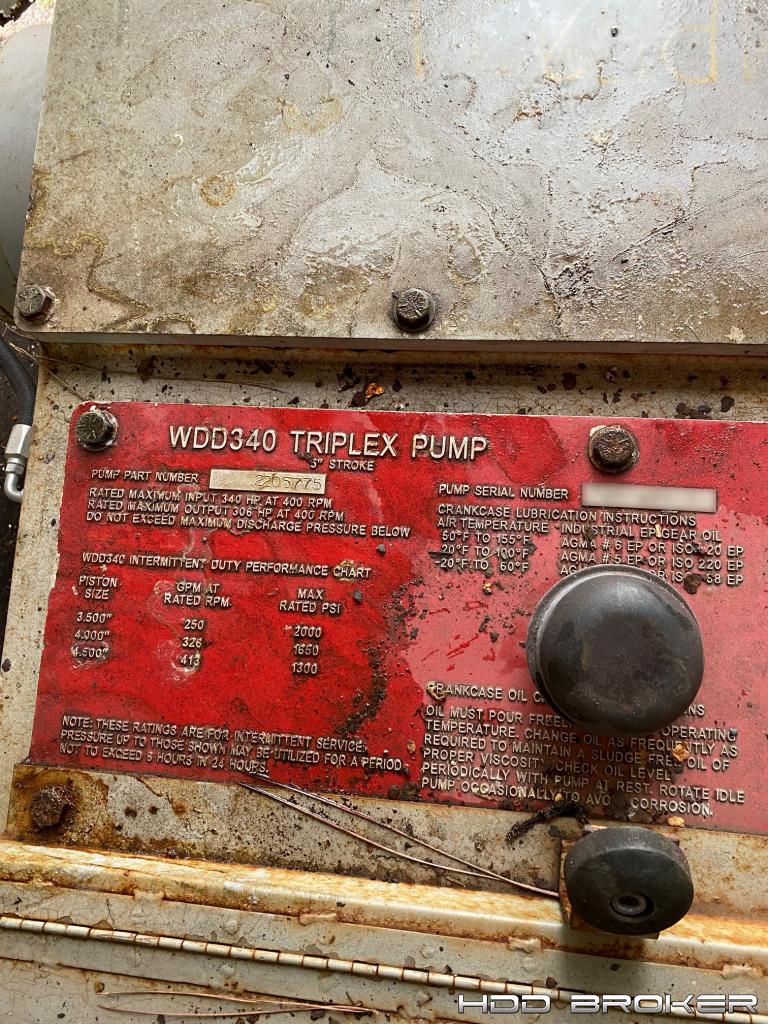 WDD340 TRIPLEX PUMP
5" STROKE
PUMP PART NUMBER 2205775
RATED MAXIMUM INPUT 340 HP AT 400 RPM
RATED MAXIMUM OUTPUT 306 HP AT 400 RPM
DO NOT EXCEED MAXIMUM DISCHARGE PRESSURE BELOW
WDD340 INTERMITTENT DUTY PERFORMANCE CHART
PISTON SIZE GPM AT RATED RPM MAX RATED PSI
3.500" 250 2000
4.000" 326 1650
4.500" 413 1300
NOTE: THESE RATINGS ARE FOR INTERMITTENT SERVICE.
PRESSURE UP TO THOSE SHOWN MAY BE UTILIZED FOR A PERIOD
NOT TO EXCEED 8 HOURS IN 24 HOURS.
PUMP SERIAL NUMBER
CRANKCASE LUBRICATION INSTRUCTIONS
AIR TEMPERATURE INDUSTRIAL EP GEAR OIL
50°F TO 155°F AGMA # 6 EP OR ISO 20 EP
20°F TO 100°F AGMA # 5 EP OR ISO 220 EP
-20°F TO 60°F AGMA 68 EP
CRANKCASE OIL
OIL MUST POUR OPERATING
TEMPERATURE. CHANGE OIL AS FREQUENTLY AS
REQUIRED TO MAINTAIN A SLUDGE FREE OIL OF
PROPER VISCOSITY. CHECK OIL LEVEL
PERIODICALLY WITH PUMP AT REST. ROTATE IDLE
PUMP OCCASIONALLY TO CORROSION.
HDD BROKER